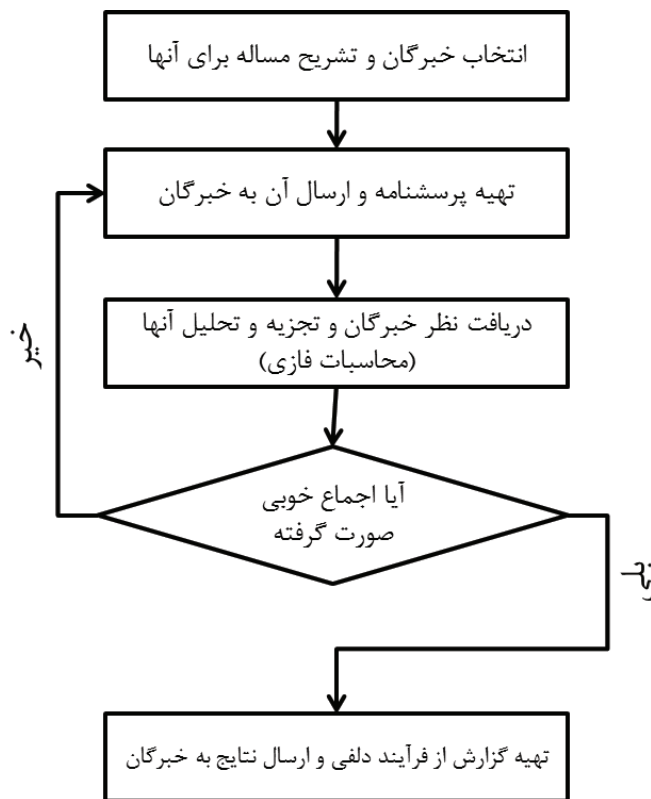 انتخاب خبرگان و تشریح مساله برای آنها
تهیه پرسشنامه و ارسال آن به خبرگان
دریافت نظر خبرگان و تجزیه و تحلیل آنها
(محاسبات فازی)
خیر
آیا اجماع خوبی
صورت گرفته
بلی
تهیه گزارش از فرآیند دلفی و ارسال نتایج به خبرگان